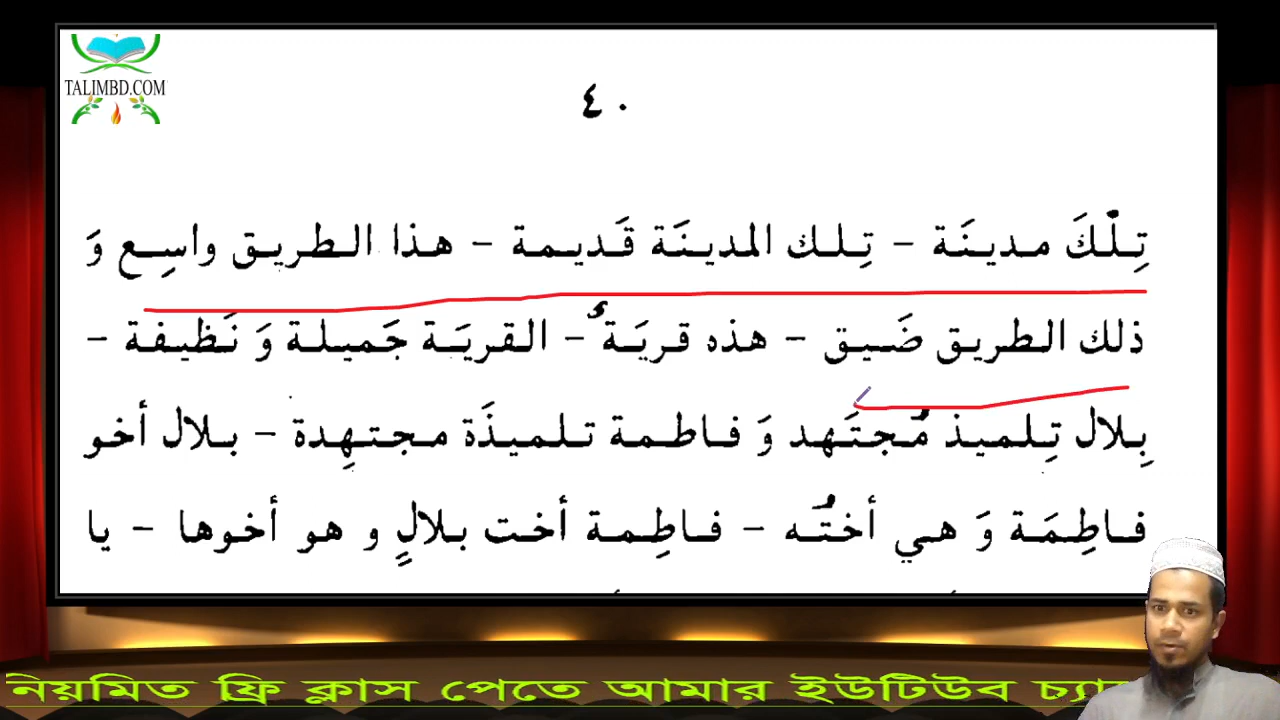 TALIMBD.COM
٤٠
تِلْكَ مدينَة – تِلك المدينَة قَديمة – هذا الطريق واسِع وَ
ذلك الطريق ضَيق – هذه قريَةٌ – القريَة جَميلة وَ نَظيفة –
بِلال تِلميذ مُجتَهد وَ فاطمة تلميذَة مجتهِدة – بلال أخو
فاطِمَة وَ هي أختُه – فاطِمة أخت بلالٍ و هو أخوها – يا
নিয়মিত ফ্রি ক্লাস পেতে আমার ইউটিউব